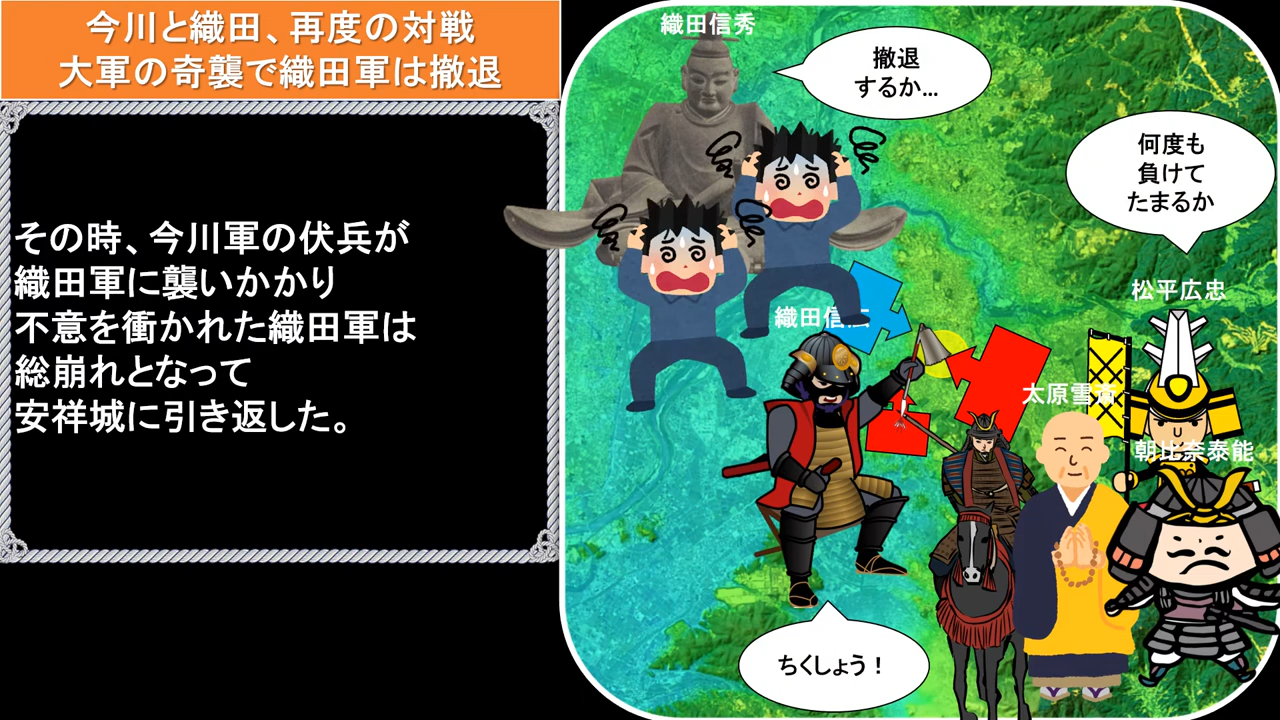 今川と織田、再度の対戦
大軍の奇襲で織田軍は撤退
その時、今川軍の伏兵が
織田軍に襲いかかり
不意を衝かれた織田軍は
総崩れとなって
安祥城に引き返した。
織田信秀
撤退
するか...
何度も
負けて
たまるか
松平広忠
織田信広
太原雪斎
朝比奈泰能
ちくしょう！